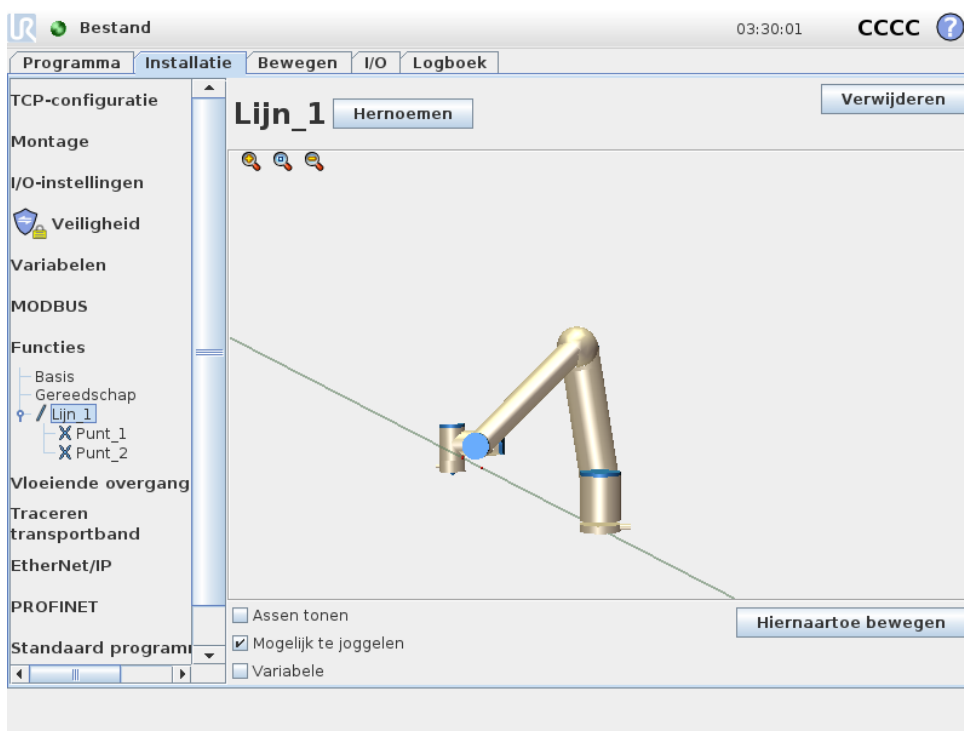 UR Bestand 03:30:01 CCCC ?
Programma Installatie Bewegen I/O Logboek
TCP-configuratie
Montage
I/O-instellingen
Veiligheid
Variabelen
MODBUS
Functies
Basis
Gereedschap
Lijn_1
Punt_1
Punt_2
Vloeiende overgang
Traceren
transportband
EtherNet/IP
PROFINET
Standaard program
Lijn_1 Hernoemen Verwijderen
Assen tonen
Mogelijk te joggelen
Variabele
Hiernaartoe bewegen